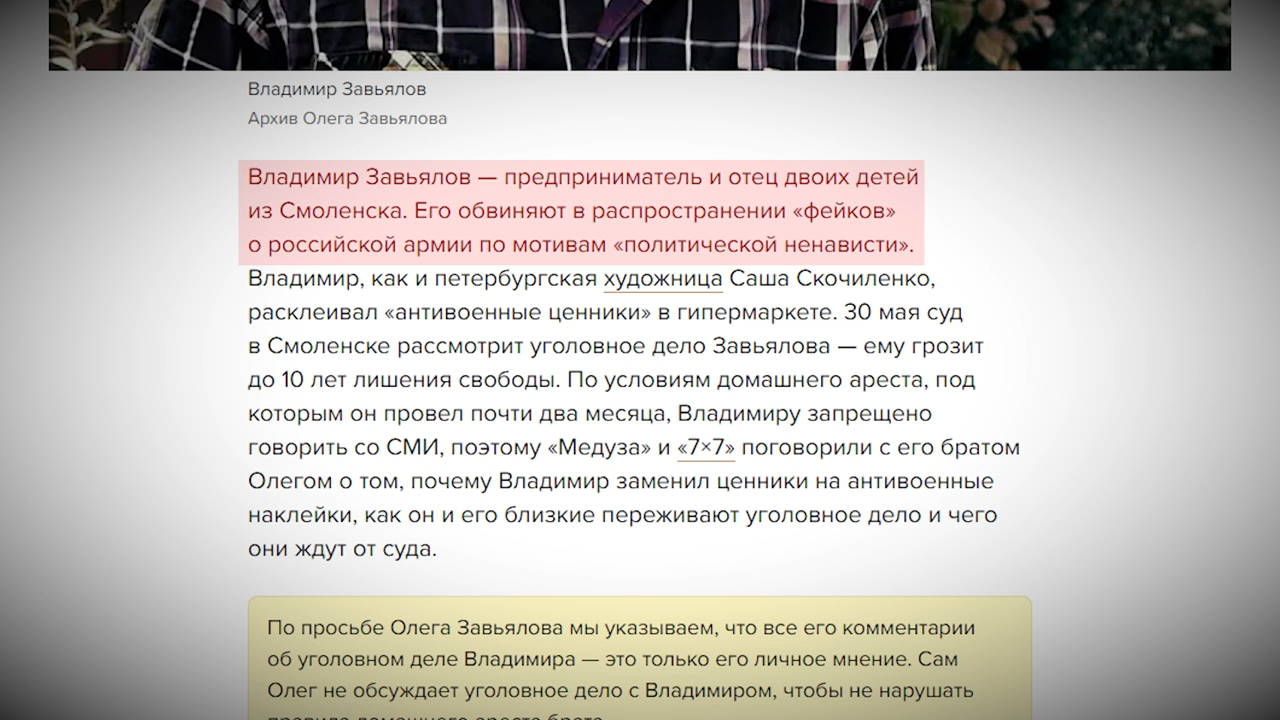 Владимир Завьялов
Архив Олега Завьялова
Владимир Завьялов — предприниматель и отец двоих детей
из Смоленска. Его обвиняют в распространении «фейков»
о российской армии по мотивам «политической ненависти».
Владимир, как и петербургская художница Саша Скочиленко,
расклеивал «антивоенные ценники» в гипермаркете. 30 мая суд
в Смоленске рассмотрит уголовное дело Завьялова — ему грозит
до 10 лет лишения свободы. По условиям домашнего ареста, под
которым он провел почти два месяца, Владимиру запрещено
говорить со СМИ, поэтому «Медуза» и «7×7» поговорили с его братом
Олегом о том, почему Владимир заменил ценники на антивоенные
наклейки, как он и его близкие переживают уголовное дело и чего
они ждут от суда.
По просьбе Олега Завьялова мы указываем, что все его комментарии
об уголовном деле Владимира — это только его личное мнение. Сам
Олег не обсуждает уголовное дело с Владимиром, чтобы не нарушать
правила домашнего ареста брата.